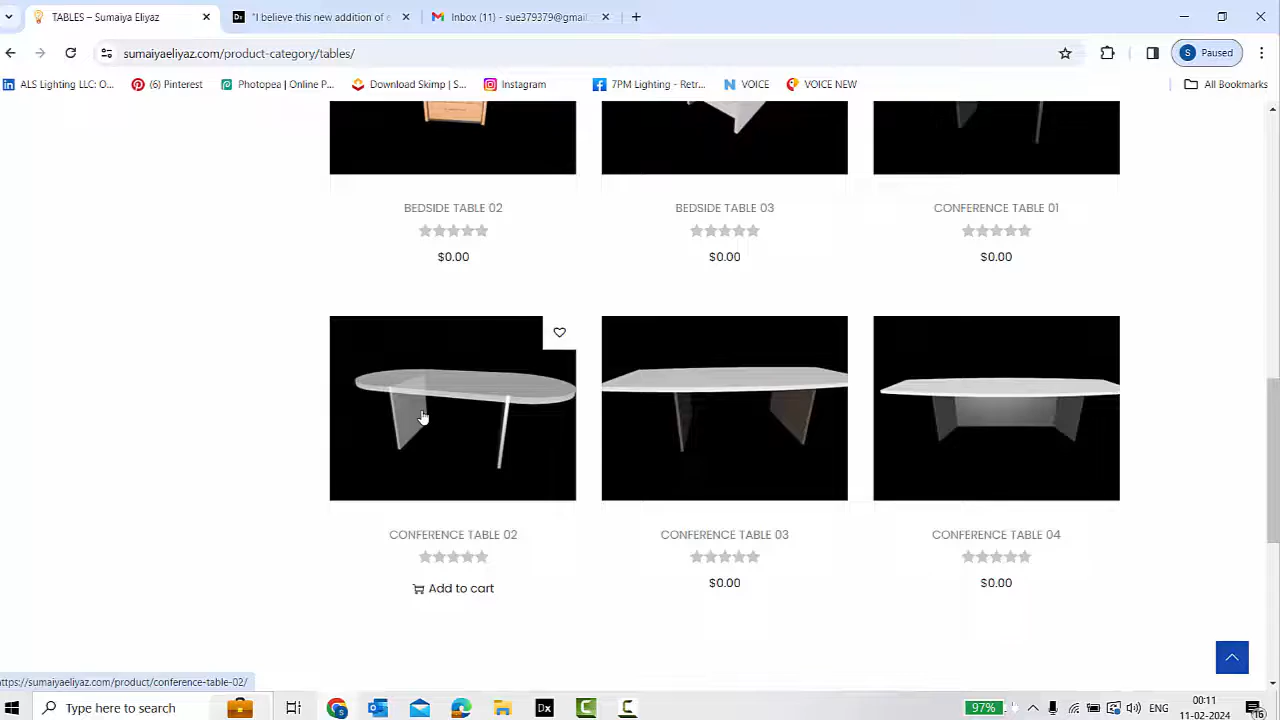 TABLES – Sumaiya Eliyaz
"I believe this new addition of e
Inbox (11) - sue379379@gmail.
sumaiyaeliyaz.com/product-category/tables/
S Paused
ALS Lighting LLC: O...
(6) Pinterest
Photopea | Online P...
Download Skimp | S...
Instagram
7PM Lighting - Retr...
VOICE
VOICE NEW
All Bookmarks
BEDSIDE TABLE 02
BEDSIDE TABLE 03
CONFERENCE TABLE 01
$0.00
$0.00
$0.00
CONFERENCE TABLE 02
CONFERENCE TABLE 03
CONFERENCE TABLE 04
Add to cart
$0.00
$0.00
https://sumaiyaeliyaz.com/product/conference-table-02/
Type here to search
Dx
97%
ENG
00:11
11-02-2024